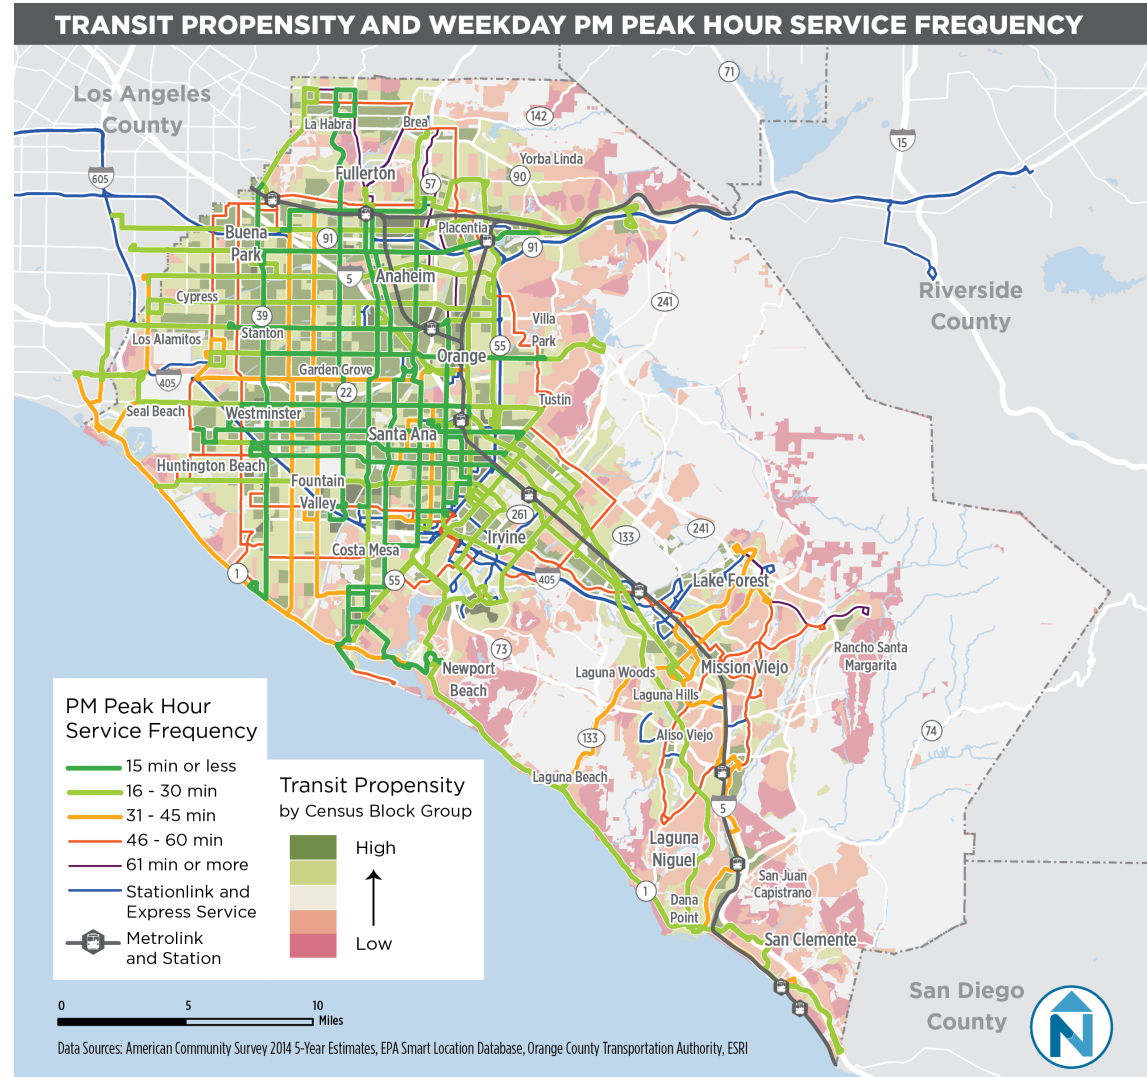 TRANSIT PROPENSITY AND WEEKDAY PM PEAK HOUR SERVICE FREQUENCY
Los Angeles
County
71
142
15
La Habra
Brea
605
Fullerton
57
Yorba Linda
90
Buena
Park
91
Placentia
91
5
Anaheim
Riverside
County
Cypress
241
39
Stanton
Villa
Park
Los Alamitos
Orange
55
405
Garden Grove
22
Tustin
Seal Beach
Westminster
Santa Ana
Huntington Beach
Fountain
Valley
261
Irvine
133
241
Costa Mesa
1
55
405
Lake Forest
73
Rancho Santa
Margarita
Newport
Beach
Laguna Woods
Mission Viejo
Laguna Hills
133
Aliso Viejo
74
Laguna Beach
5
Laguna
Niguel
1
San Juan
Capistrano
Dana
Point
San Clemente
San Diego
County
PM Peak Hour
Service Frequency
15 min or less
16 - 30 min
31 - 45 min
46 - 60 min
61 min or more
Stationlink and
Express Service
Metrolink
and Station
Transit Propensity
by Census Block Group
High
Low
0 5 10
Miles
N
Data Sources: American Community Survey 2014 5-Year Estimates, EPA Smart Location Database, Orange County Transportation Authority, ESRI